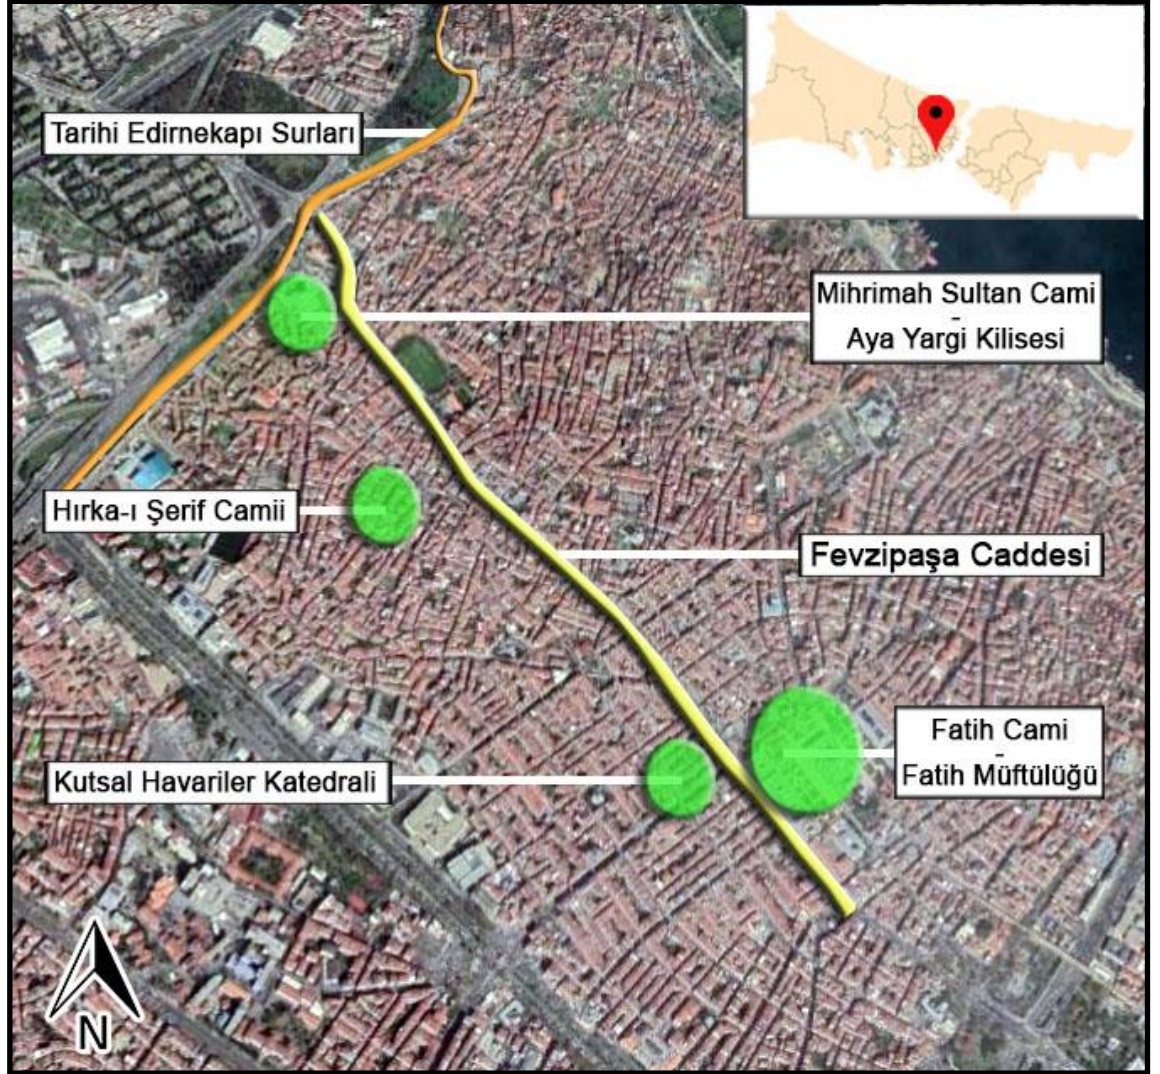 Tarihi Edirnekapı Surları
Mihrimah Sultan Cami
-
Aya Yargi Kilisesi
Hırka-ı Şerif Camii
Fevzipaşa Caddesi
Fatih Cami
-
Fatih Müftülüğü
Kutsal Havariler Katedrali
N